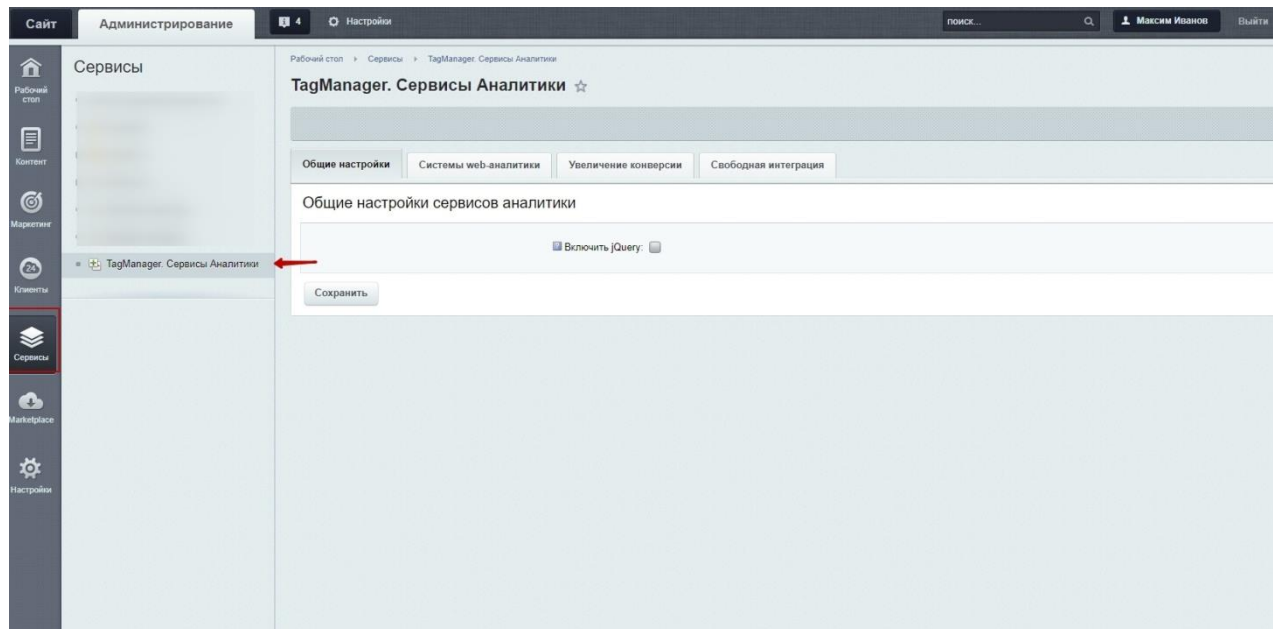 Сайт
Администрирование
4
Настройки
поиск...
Максим Иванов
Выйти
Рабочий
стол
Контент
Маркетинг
24
Клиенты
Сервисы
Marketplace
Настройки
Сервисы
TagManager. Сервисы Аналитики
Рабочий стол Сервисы TagManager. Сервисы Аналитики
TagManager. Сервисы Аналитики
Общие настройки
Системы web-аналитики
Увеличение конверсии
Свободная интеграция
Общие настройки сервисов аналитики
Включить jQuery:
Сохранить